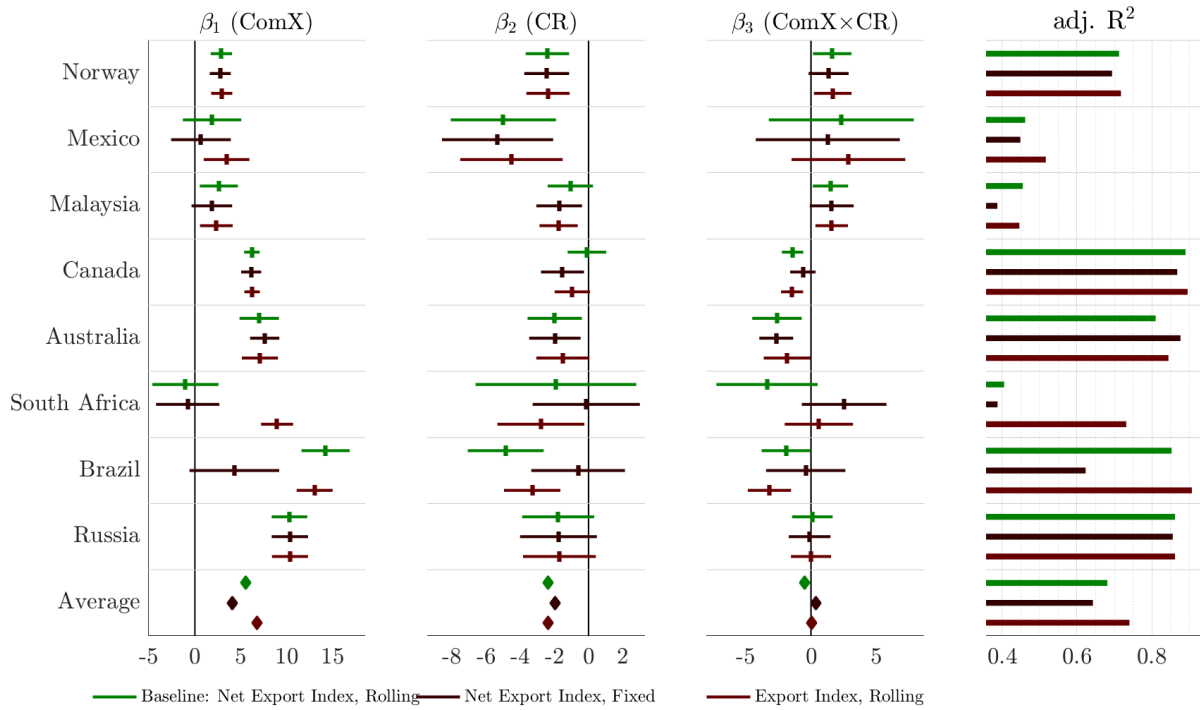 β₁ (ComX) β₂ (CR) β₃ (ComX×CR) adj. R²
Norway
Mexico
Malaysia
Canada
Australia
South Africa
Brazil
Russia
Average
-5 0 5 10 15 -8 -6 -4 -2 0 2 -5 0 5 0.4 0.6 0.8
Baseline: Net Export Index, Rolling Net Export Index, Fixed Export Index, Rolling